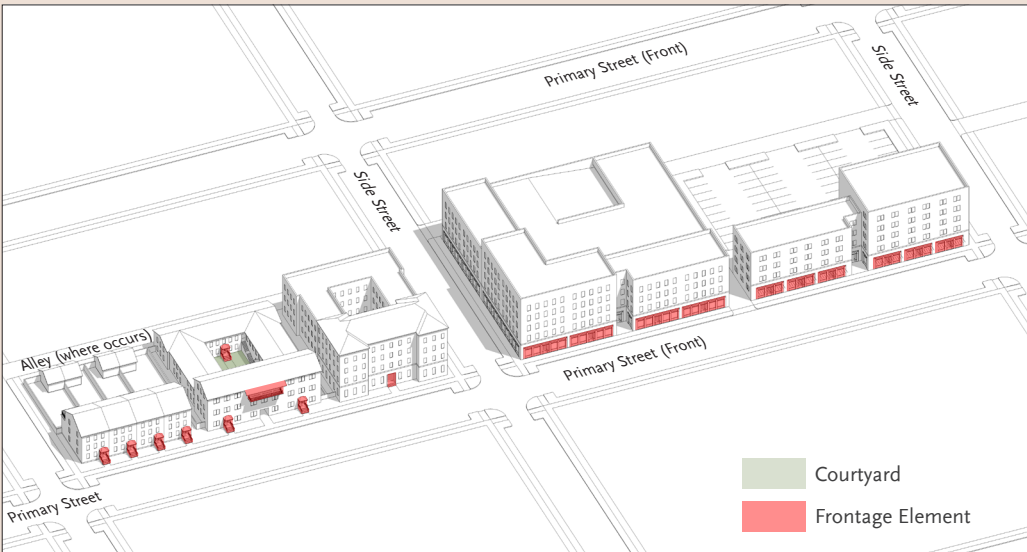 Primary Street (Front)
Side Street
Side Street
Alley (where occurs)
Primary Street (Front)
Primary Street
Courtyard
Frontage Element